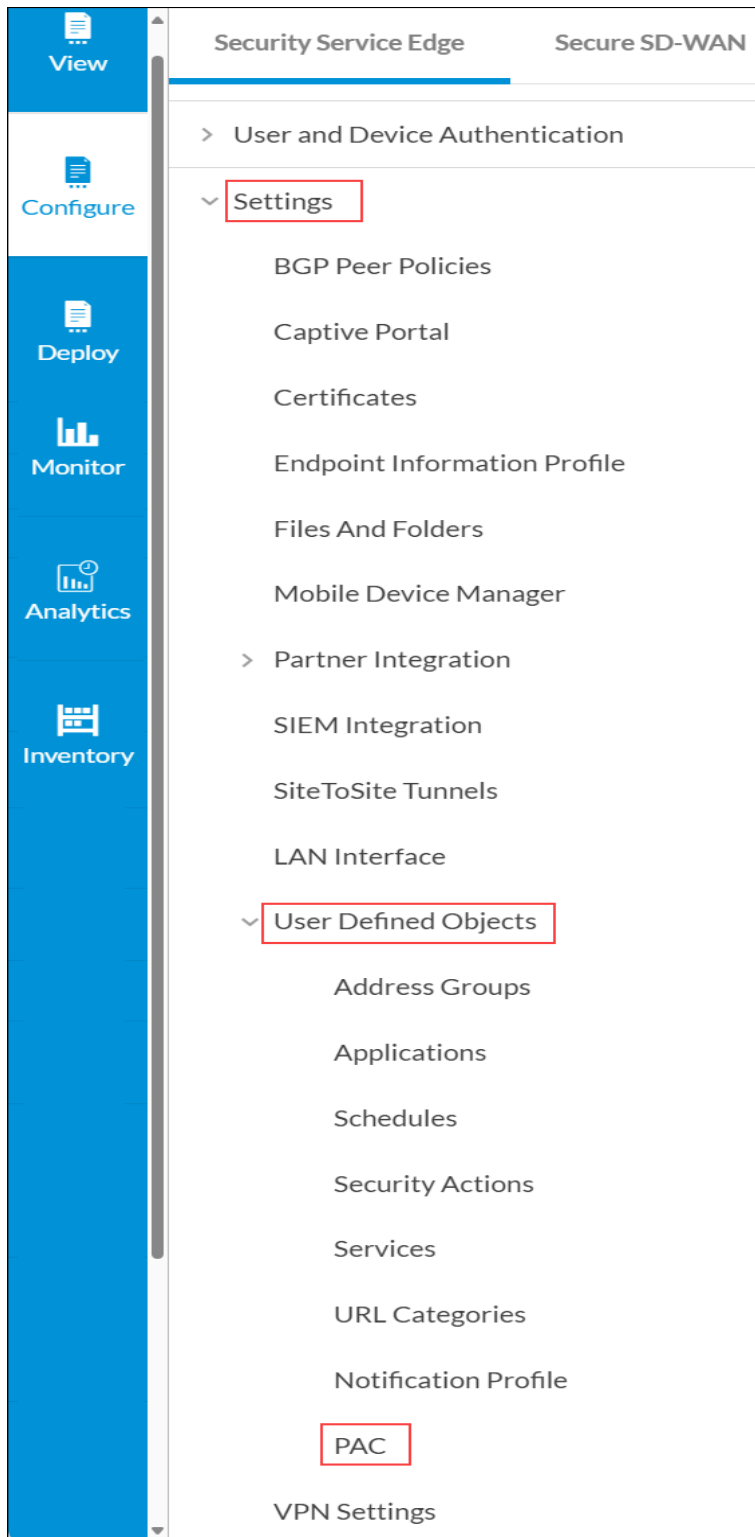 View
Configure
Deploy
Monitor
Analytics
Inventory
Security Service Edge
Secure SD-WAN
User and Device Authentication
Settings
BGP Peer Policies
Captive Portal
Certificates
Endpoint Information Profile
Files And Folders
Mobile Device Manager
Partner Integration
SIEM Integration
SiteToSite Tunnels
LAN Interface
User Defined Objects
Address Groups
Applications
Schedules
Security Actions
Services
URL Categories
Notification Profile
PAC
VPN Settings